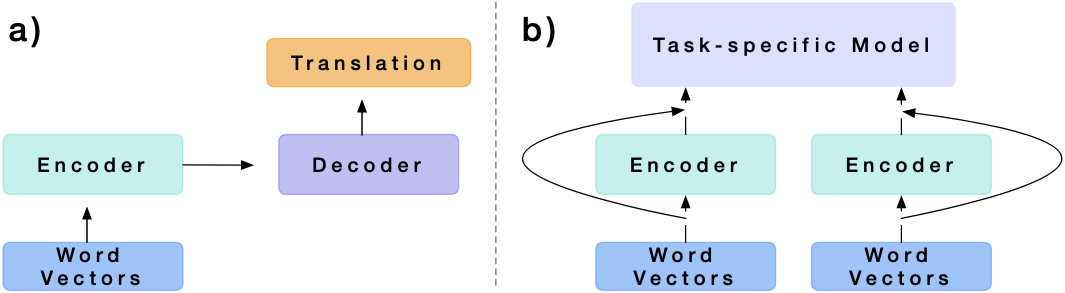 a)
Translation
Encoder
Decoder
Word
Vectors
b)
Task-specific Model
Encoder
Encoder
Word
Vectors
Word
Vectors